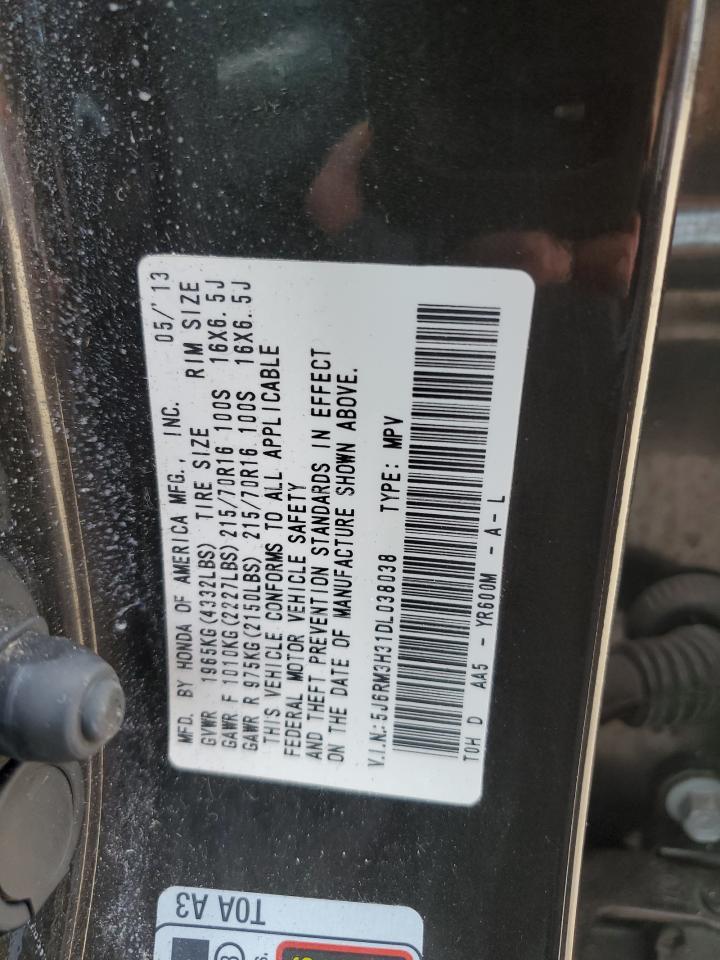 MFD. BY HONDA OF AMERICA MFG., INC. 05/'13
GVWR 1965KG(4332LBS) TIRE SIZE RIM SIZE
GAWR F 1010KG(2227LBS) 215/70R16 100S 16X6.5J
GAWR R 975KG(2150LBS) 215/70R16 100S 16X6.5J
THIS VEHICLE CONFORMS TO ALL APPLICABLE
FEDERAL MOTOR VEHICLE SAFETY
AND THEFT PREVENTION STANDARDS IN EFFECT
ON THE DATE OF MANUFACTURE SHOWN ABOVE.
V.I.N.:5J6RM3H31DL038038 TYPE: MPV
T0H D AA5 - YR600M - A - L
T0A A3